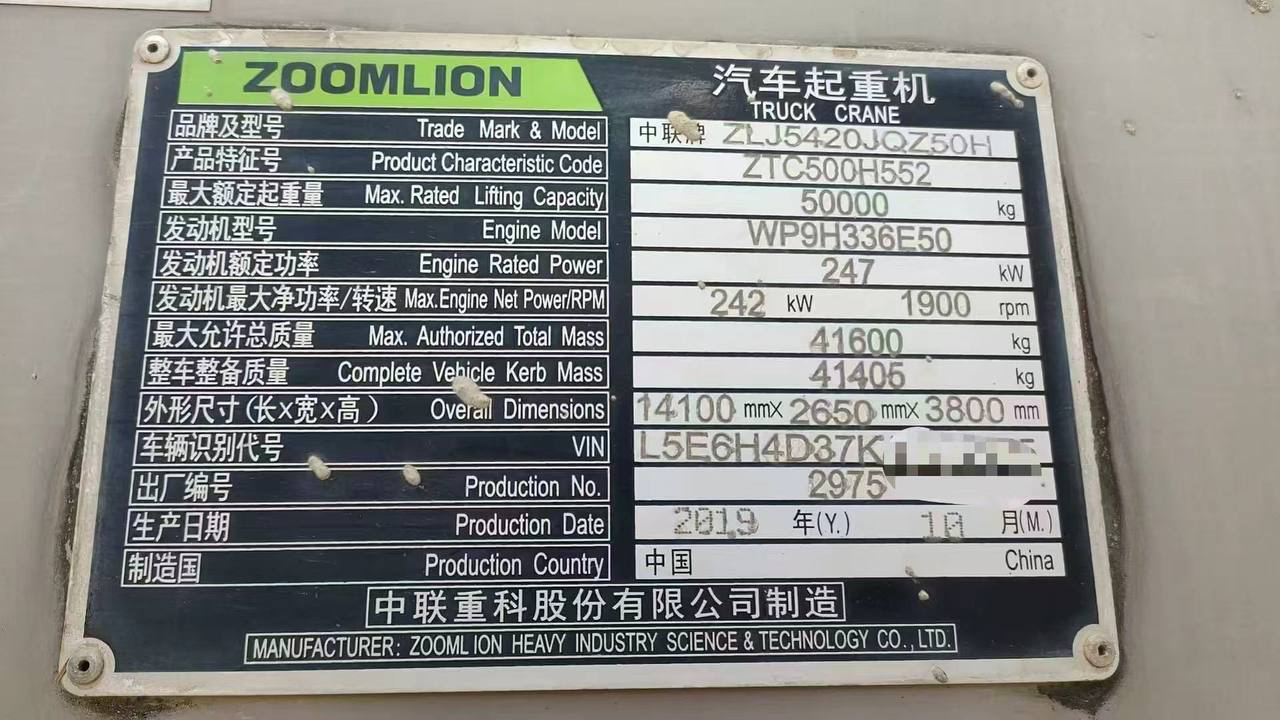 ZOOMLION
汽车起重机
TRUCK CRANE
品牌及型号 Trade Mark & Model 中联牌 ZLJ5420JQZ50H
产品特征号 Product Characteristic Code ZTC500H552
最大额定起重量 Max. Rated Lifting Capacity 50000 kg
发动机型号 Engine Model WP9H336E50
发动机额定功率 Engine Rated Power 247 kW
发动机最大净功率/转速 Max.Engine Net Power/RPM 242 kW 1900 rpm
最大允许总质量 Max. Authorized Total Mass 41600 kg
整车整备质量 Complete Vehicle Kerb Mass 41405 kg
外形尺寸(长X宽X高) Overall Dimensions 14100 mmX 2650 mmX 3800 mm
车辆识别代号 VIN L5E6H4D37K
出厂编号 Production No. 2975
生产日期 Production Date 2019 年(Y.) 10 月(M.)
制造国 Production Country 中国 China
中联重科股份有限公司制造
MANUFACTURER: ZOOMLION HEAVY INDUSTRY SCIENCE & TECHNOLOGY CO., LTD.